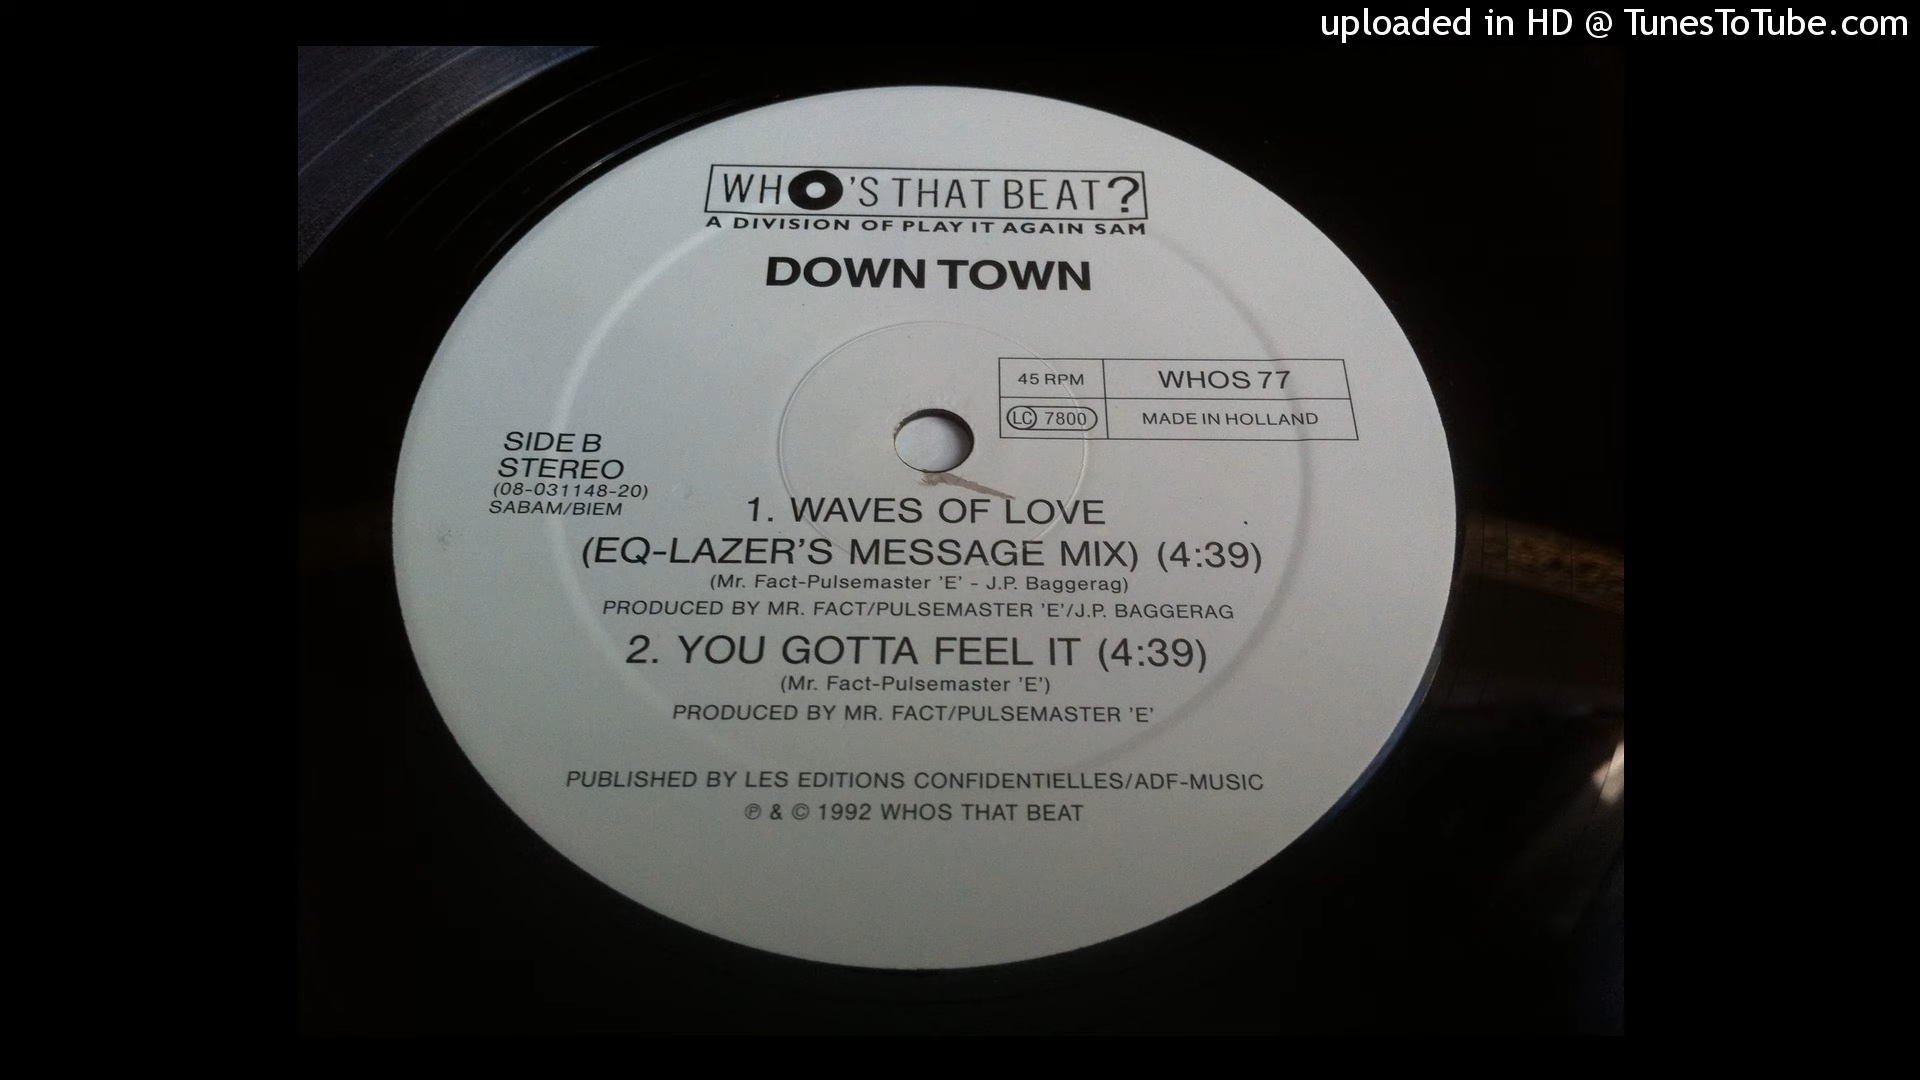 uploaded in HD @ TunesToTube.com
WHO'S THAT BEAT?
A DIVISION OF PLAY IT AGAIN SAM
DOWN TOWN
45 RPM
WHOS 77
LC 7800
MADE IN HOLLAND
SIDE B
STEREO
(08-031148-20)
SABAM/BIEM
1. WAVES OF LOVE
(EQ-LAZER'S MESSAGE MIX) (4:39)
(Mr. Fact-Pulsemaster 'E' - J.P. Baggerag)
PRODUCED BY MR. FACT/PULSEMASTER 'E'/J.P. BAGGERAG
2. YOU GOTTA FEEL IT (4:39)
(Mr. Fact-Pulsemaster 'E')
PRODUCED BY MR. FACT/PULSEMASTER 'E'
PUBLISHED BY LES EDITIONS CONFIDENTIELLES/ADF-MUSIC
℗ & © 1992 WHOS THAT BEAT